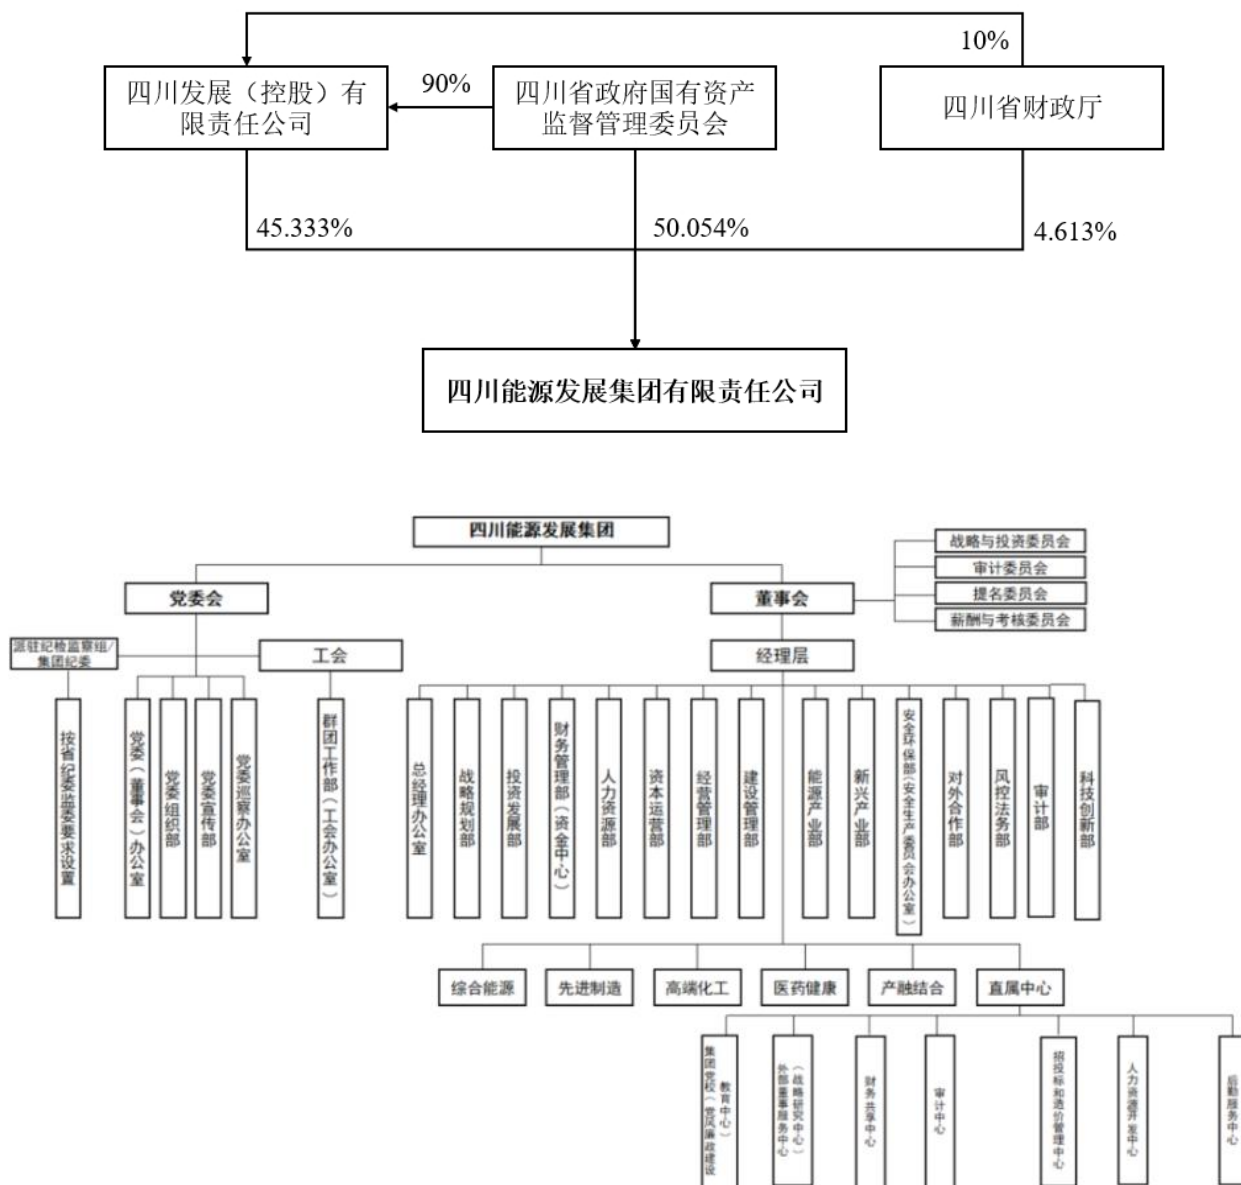 10%
四川发展（控股）有
限责任公司
90%
四川省政府国有资产
监督管理委员会
四川省财政厅
45.333%
50.054%
4.613%
四川能源发展集团有限责任公司
四川能源发展集团
战略与投资委员会
审计委员会
提名委员会
薪酬与考核委员会
党委会
董事会
派驻纪检监察组/
集团纪委
工会
经理层
按省纪委监委要求设置
党委（董事会）办公室
党委组织部
党委宣传部
党委巡察办公室
群团工作部（工会办公室）
总经理办公室
战略规划部
投资发展部
财务管理部（资金中心）
人力资源部
资本运营部
经营管理部
建设管理部
能源产业部
新兴产业部
安全环保部（安全生产委员会办公室）
对外合作部
风控法务部
审计部
科技创新部
综合能源
先进制造
高端化工
医药健康
产融结合
直属中心
集团党校（党风廉政建设
教育中心）
外部董事服务中心
（战略研究中心）
财务共享中心
审计中心
招投标和造价管理中心
人力资源开发中心
后勤服务中心